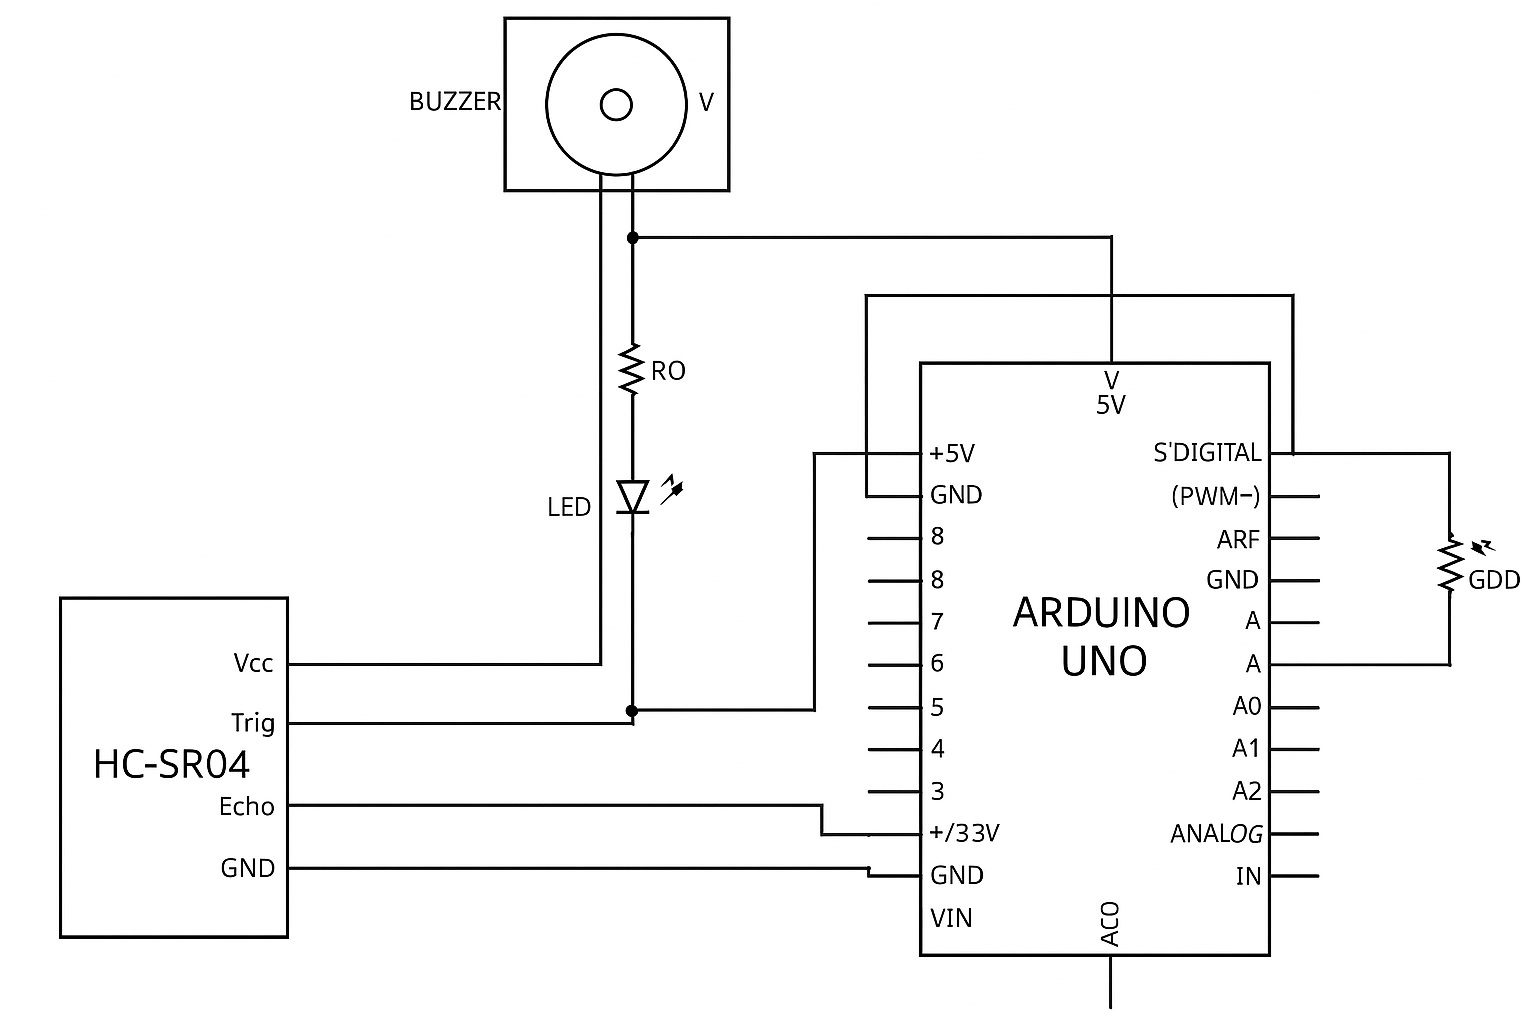 BUZZER
V
RO
LED
V
5V
+5V
GND
8
8
7
6
5
4
3
+/33V
GND
VIN
ARDUINO
UNO
S'DIGITAL
(PWM−)
ARF
GND
A
A
A0
A1
A2
ANALOG
IN
ACO
GDD
Vcc
Trig
HC-SR04
Echo
GND